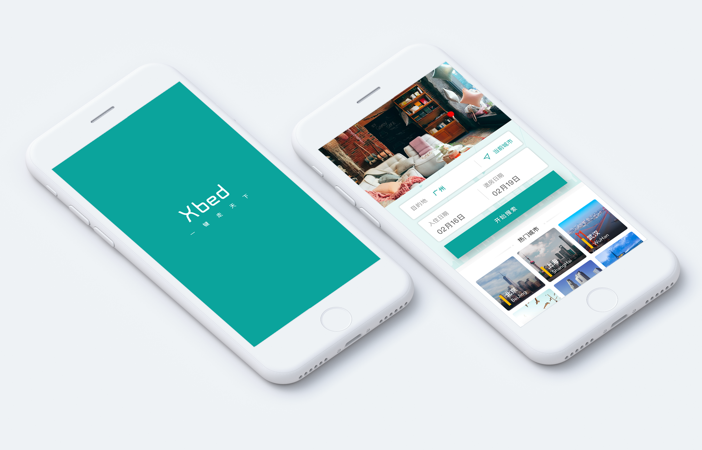 Xbed
一键走天下
目的地 广州 当前城市
入住日期 退房日期
02月16日 02月19日
开始搜索
热门城市
北京 上海 武汉
BeiJing ShangHai WuHan